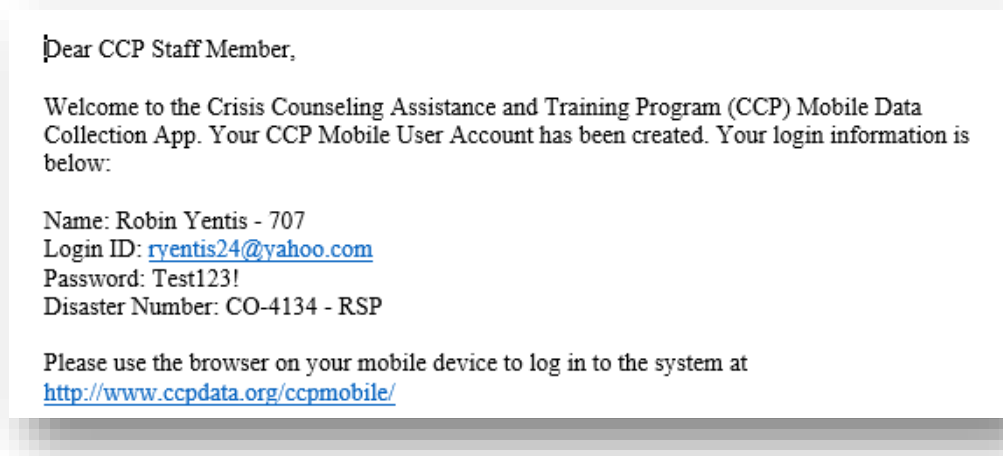 Dear CCP Staff Member,
Welcome to the Crisis Counseling Assistance and Training Program (CCP) Mobile Data
Collection App. Your CCP Mobile User Account has been created. Your login information is
below:
Name: Robin Yentis - 707
Login ID: ryentis24@yahoo.com
Password: Test123!
Disaster Number: CO-4134 - RSP
Please use the browser on your mobile device to log in to the system at
http://www.ccpdata.org/ccpmobile/